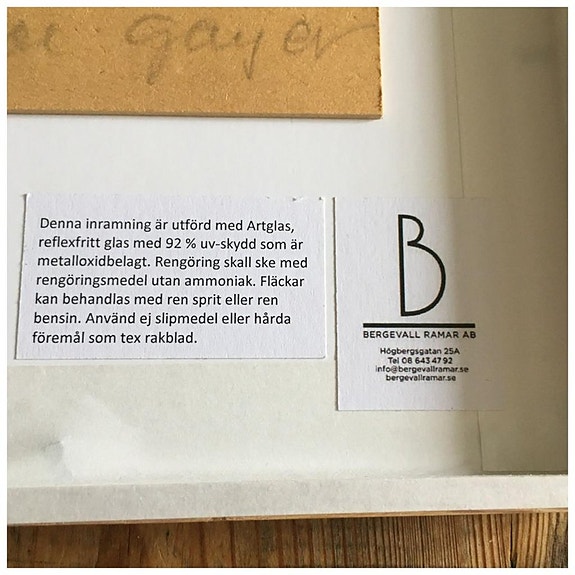 gayer
Denna inramning är utförd med Artglas,
reflexfritt glas med 92 % uv-skydd som är
metalloxidbelagt. Rengöring skall ske med
rengöringsmedel utan ammoniak. Fläckar
kan behandlas med ren sprit eller ren
bensin. Använd ej slipmedel eller hårda
föremål som tex rakblad.
B
BERGEVALL RAMAR AB
Högbergsgatan 25A
Tel 08 643 47 92
info@bergevallramar.se
bergevallramar.se